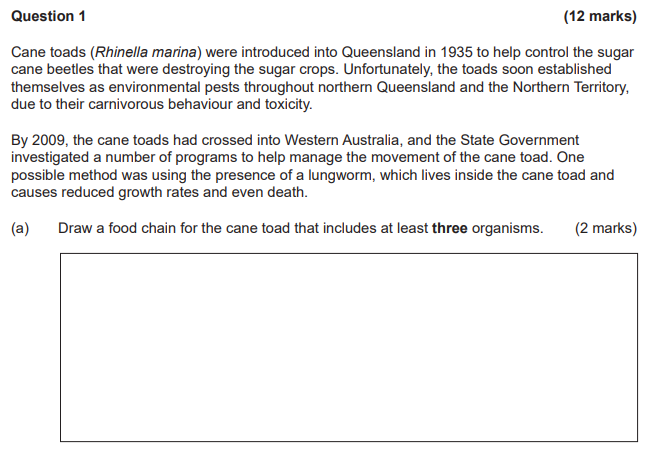 Question 1 (12 marks)
Cane toads (Rhinella marina) were introduced into Queensland in 1935 to help control the sugar
cane beetles that were destroying the sugar crops. Unfortunately, the toads soon established
themselves as environmental pests throughout northern Queensland and the Northern Territory,
due to their carnivorous behaviour and toxicity.
By 2009, the cane toads had crossed into Western Australia, and the State Government
investigated a number of programs to help manage the movement of the cane toad. One
possible method was using the presence of a lungworm, which lives inside the cane toad and
causes reduced growth rates and even death.
(a) Draw a food chain for the cane toad that includes at least three organisms. (2 marks)